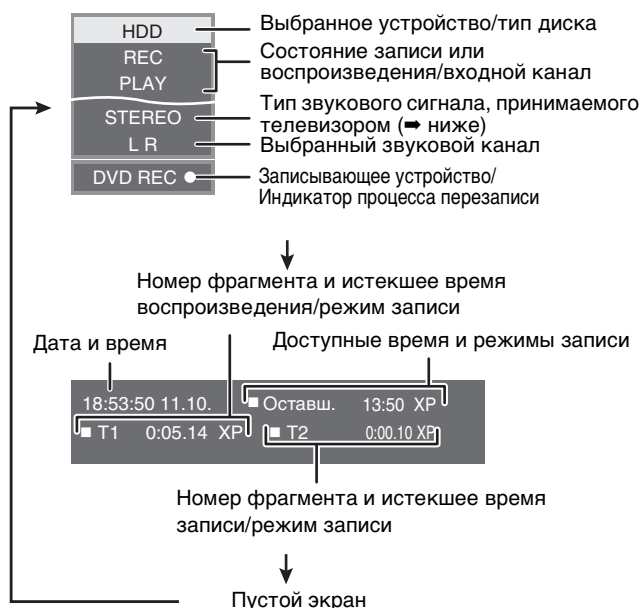 HDD
Выбранное устройство/тип диска
REC
PLAY
Состояние записи или
воспроизведения/входной канал
STEREO
Тип звукового сигнала, принимаемого
телевизором (➡ ниже)
L R
Выбранный звуковой канал
DVD REC ●
Записывающее устройство/
Индикатор процесса перезаписи
Номер фрагмента и истекшее время
воспроизведения/режим записи
Дата и время
Доступные время и режимы записи
18:53:50 11.10. ■ Оставш. 13:50 XP
■ T1 0:05.14 XP ■ T2 0:00.10 XP
Номер фрагмента и истекшее время
записи/режим записи
Пустой экран